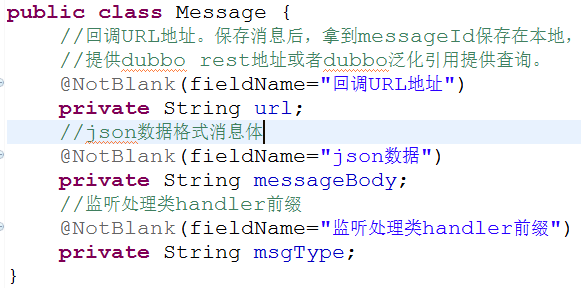 public class Message {
//回调URL地址。保存消息后，拿到messageId保存在本地，
//提供dubbo rest地址或者dubbo泛化引用提供查询。
@NotBlank(fieldName="回调URL地址")
private String url;
//json数据格式消息体
@NotBlank(fieldName="json数据")
private String messageBody;
//监听处理类handler前缀
@NotBlank(fieldName="监听处理类handler前缀")
private String msgType;
}